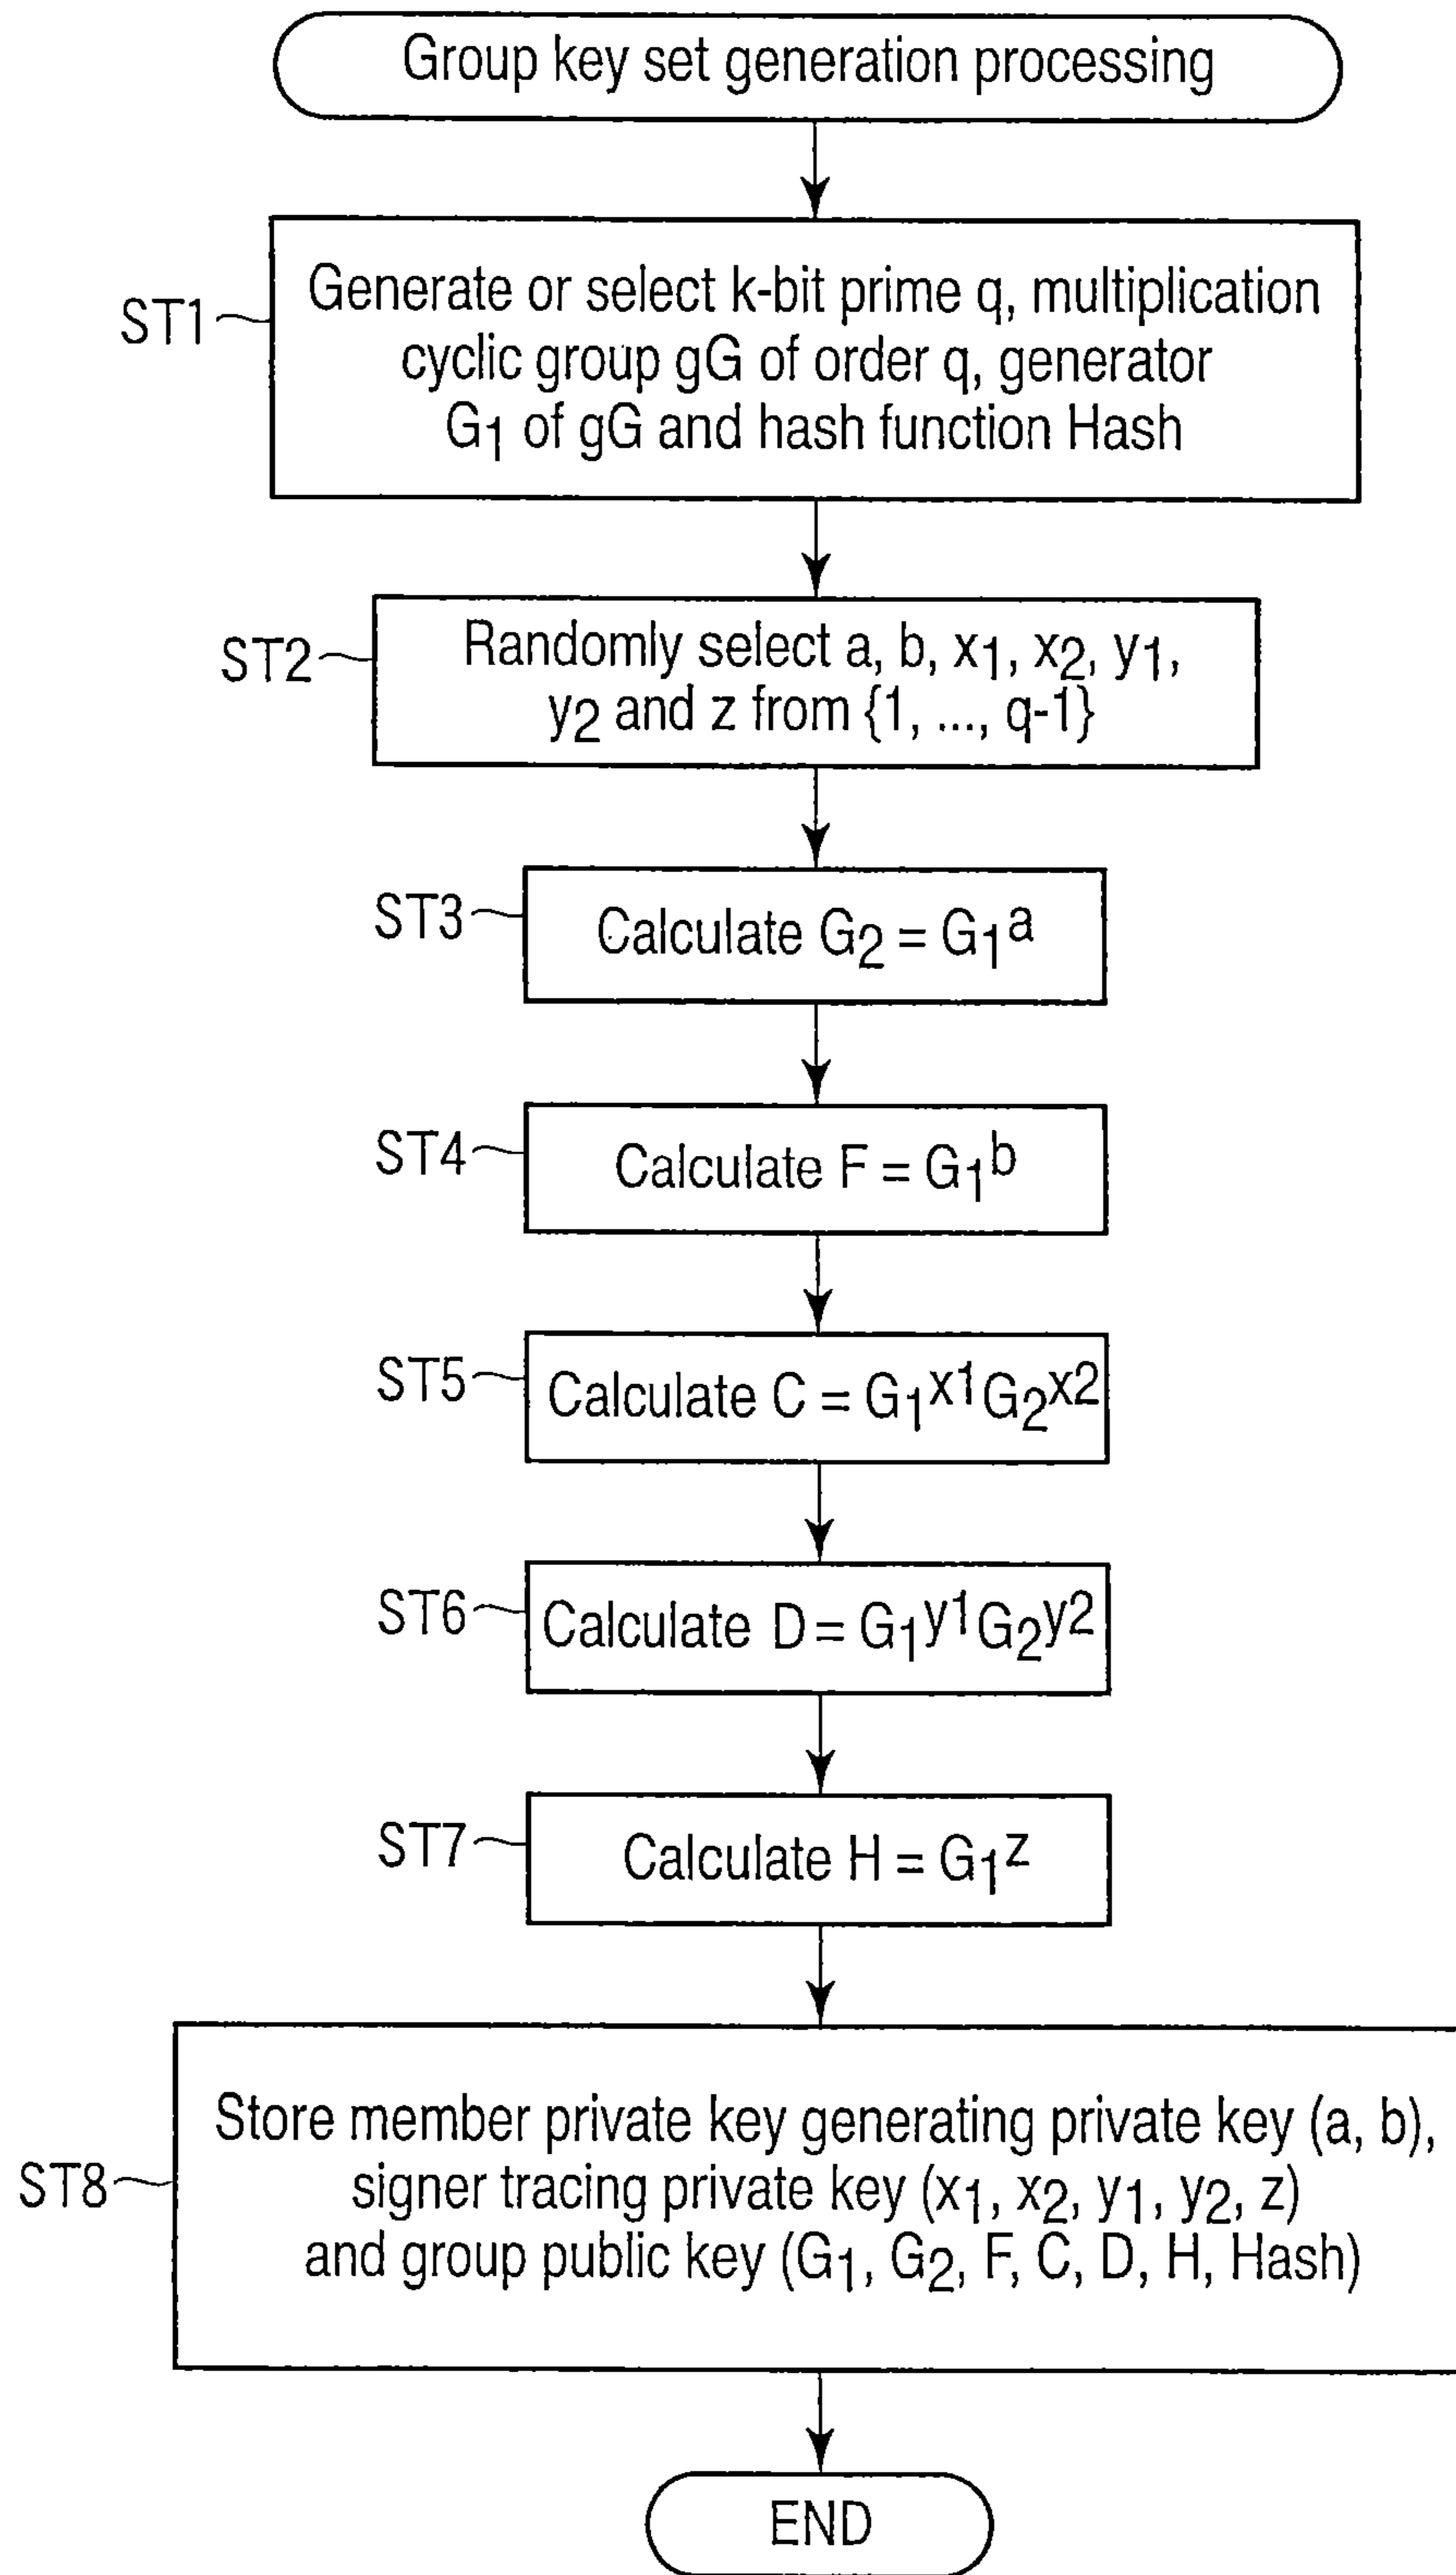 Group key set generation processing
ST1
Generate or select k-bit prime q, multiplication
cyclic group gG of order q, generator
G₁ of gG and hash function Hash
ST2
Randomly select a, b, x₁, x₂, y₁,
y₂ and z from {1, ..., q-1}
ST3
Calculate G₂ = G₁ᵃ
ST4
Calculate F = G₁ᵇ
ST5
Calculate C = G₁ˣ¹G₂ˣ²
ST6
Calculate D = G₁ʸ¹G₂ʸ²
ST7
Calculate H = G₁ᶻ
ST8
Store member private key generating private key (a, b),
signer tracing private key (x₁, x₂, y₁, y₂, z)
and group public key (G₁, G₂, F, C, D, H, Hash)
END